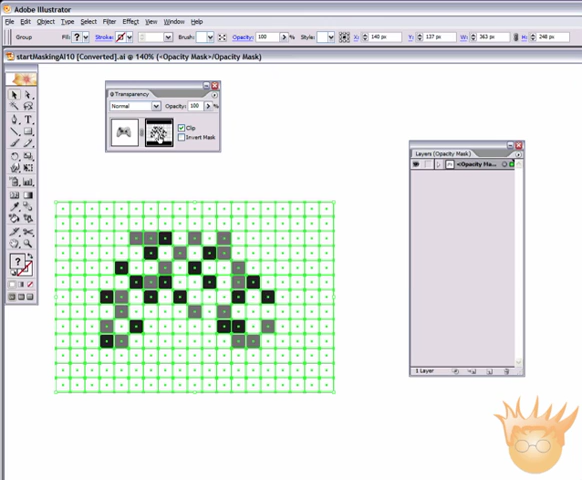 Adobe Illustrator
File Edit Object Type Select Filter Effect View Window Help
Group Fill: ? Stroke: Brush: Opacity: 100 % Style: X: 140 px Y: 137 px W: 363 px H: 248 px
startMaskingAI10 [Converted].ai @ 140% (<Opacity Mask>/Opacity Mask)
Transparency
Normal Opacity: 100 %
Clip
Invert Mask
Layers (Opacity Mask)
<Opacity Ma...
?
1 Layer